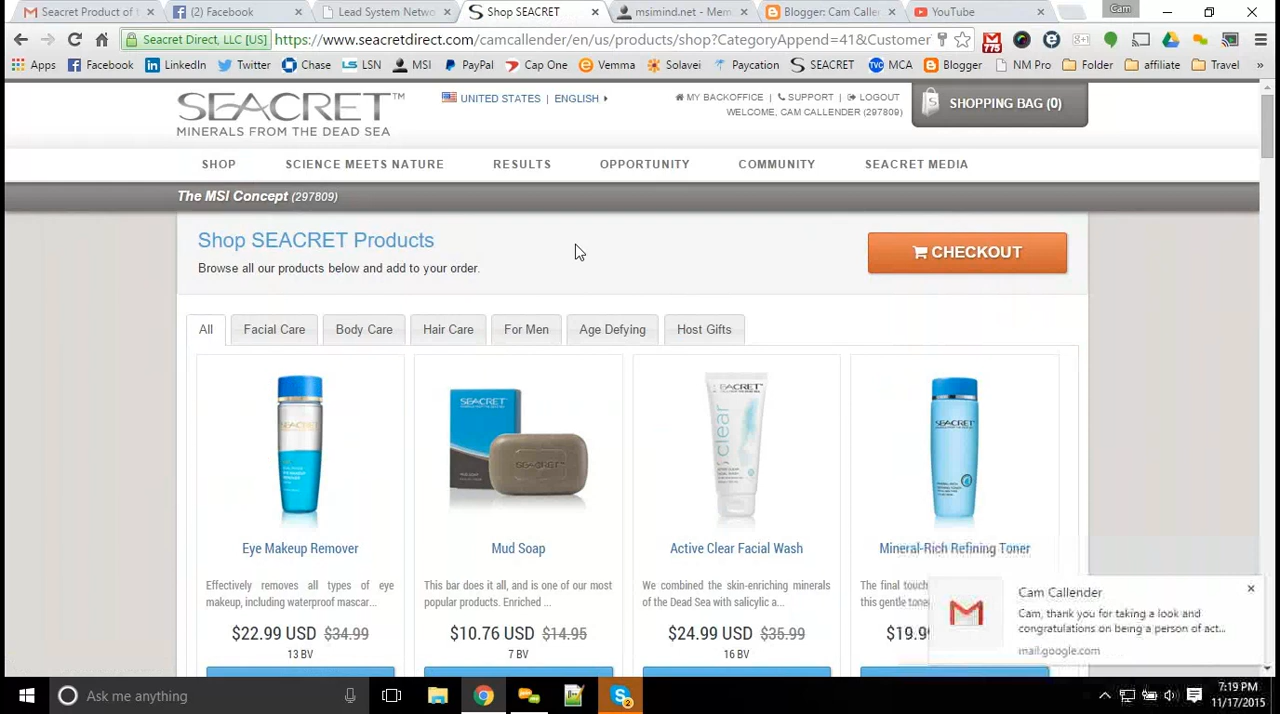 Seacret Product of t
(2) Facebook
Lead System Netwo
Shop SEACRET
msimind.net - Mem
Blogger: Cam Callen
YouTube
Cam
Seacret Direct, LLC [US]
https://www.seacretdirect.com/camcallender/en/us/products/shop?CategoryAppend=41&Customer
775
Apps
Facebook
LinkedIn
Twitter
Chase
LSN
MSI
PayPal
Cap One
Vemma
Solavei
Paycation
SEACRET
MCA
Blogger
NM Pro
Folder
affiliate
Travel
»
SEACRET™
MINERALS FROM THE DEAD SEA
UNITED STATES | ENGLISH
MY BACKOFFICE | SUPPORT | LOGOUT
WELCOME, CAM CALLENDER (297809)
SHOPPING BAG (0)
SHOP
SCIENCE MEETS NATURE
RESULTS
OPPORTUNITY
COMMUNITY
SEACRET MEDIA
The MSI Concept (297809)
Shop SEACRET Products
Browse all our products below and add to your order.
CHECKOUT
All
Facial Care
Body Care
Hair Care
For Men
Age Defying
Host Gifts
SEACRET
SEACRET
SEACRET
clear
SEACRET
Eye Makeup Remover
Effectively removes all types of eye
makeup, including waterproof mascar...
$22.99 USD $34.99
13 BV
Mud Soap
This bar does it all, and is one of our most
popular products. Enriched ...
$10.76 USD $14.95
7 BV
Active Clear Facial Wash
We combined the skin-enriching minerals
of the Dead Sea with salicylic a...
$24.99 USD $35.99
16 BV
Mineral-Rich Refining Toner
The final touch
this gentle toner
$19.9
Cam Callender
Cam, thank you for taking a look and
congratulations on being a person of act...
mail.google.com
Ask me anything
2
7:19 PM
11/17/2015